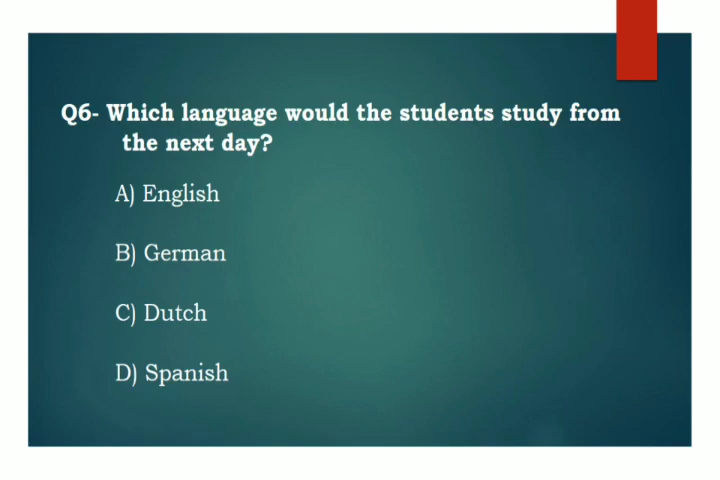 Q6- Which language would the students study from
the next day?
A) English
B) German
C) Dutch
D) Spanish